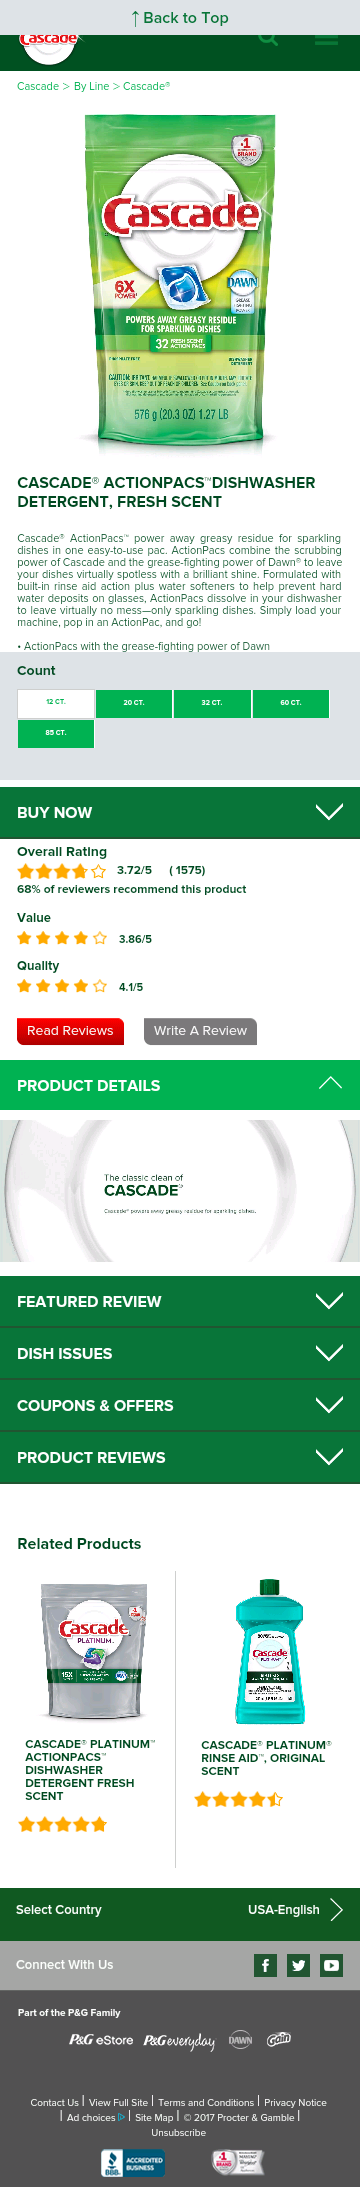 ↑ Back to Top
Cascade
Cascade > By Line > Cascade®
#1
BRAND
Cascade
6X
POWER
DAWN
GREASE
FIGHTING
POWER
POWERS AWAY GREASY RESIDUE
FOR SPARKLING DISHES
32 FRESH SCENT
ACTION PACS
PHOSPHATE FREE
DISHWASHER
DETERGENT
576 g (20.3 OZ) 1.27 LB
CASCADE® ACTIONPACS™DISHWASHER
DETERGENT, FRESH SCENT
Cascade® ActionPacs™ power away greasy residue for sparkling
dishes in one easy-to-use pac. ActionPacs combine the scrubbing
power of Cascade and the grease-fighting power of Dawn® to leave
your dishes virtually spotless with a brilliant shine. Formulated with
built-in rinse aid action plus water softeners to help prevent hard
water deposits on glasses, ActionPacs dissolve in your dishwasher
to leave virtually no mess—only sparkling dishes. Simply load your
machine, pop in an ActionPac, and go!
• ActionPacs with the grease-fighting power of Dawn
Count
12 CT. 20 CT. 32 CT. 60 CT.
85 CT.
BUY NOW
Overall Rating
3.72/5 ( 1575)
68% of reviewers recommend this product
Value
3.86/5
Quality
4.1/5
Read Reviews Write A Review
PRODUCT DETAILS
The classic clean of
CASCADE®
Cascade® powers away greasy residue for sparkling dishes.
FEATURED REVIEW
DISH ISSUES
COUPONS & OFFERS
PRODUCT REVIEWS
Related Products
Cascade
PLATINUM
Cascade
PLATINUM
CASCADE® PLATINUM™
ACTIONPACS™
DISHWASHER
DETERGENT FRESH
SCENT
CASCADE® PLATINUM®
RINSE AID™, ORIGINAL
SCENT
Select Country USA-English
Connect With Us
Part of the P&G Family
P&G eStore P&G everyday DAWN Gain
Contact Us | View Full Site | Terms and Conditions | Privacy Notice
| Ad choices | Site Map | © 2017 Procter & Gamble |
Unsubscribe
BBB ACCREDITED
BUSINESS
#1
BRAND